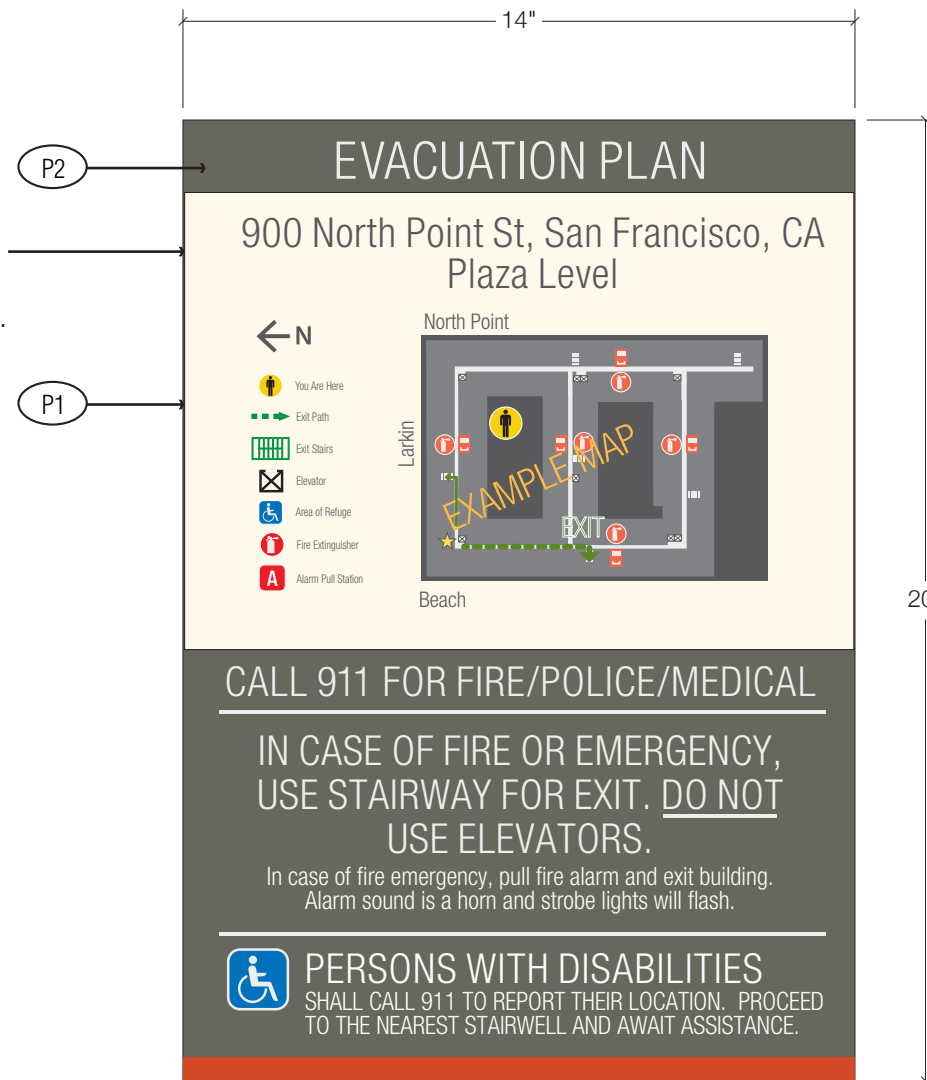 14"
P2
EVACUATION PLAN
900 North Point St, San Francisco, CA
Plaza Level
.
N
North Point
You Are Here
Exit Path
P1
Larkin
Exit Stairs
EXAMPLE MAP
Elevator
Area of Refuge
EXIT
Fire Extinguisher
A
Alarm Pull Station
Beach
20
CALL 911 FOR FIRE/POLICE/MEDICAL
IN CASE OF FIRE OR EMERGENCY,
USE STAIRWAY FOR EXIT. DO NOT
USE ELEVATORS.
In case of fire emergency, pull fire alarm and exit building.
Alarm sound is a horn and strobe lights will flash.
PERSONS WITH DISABILITIES
SHALL CALL 911 TO REPORT THEIR LOCATION. PROCEED
TO THE NEAREST STAIRWELL AND AWAIT ASSISTANCE.